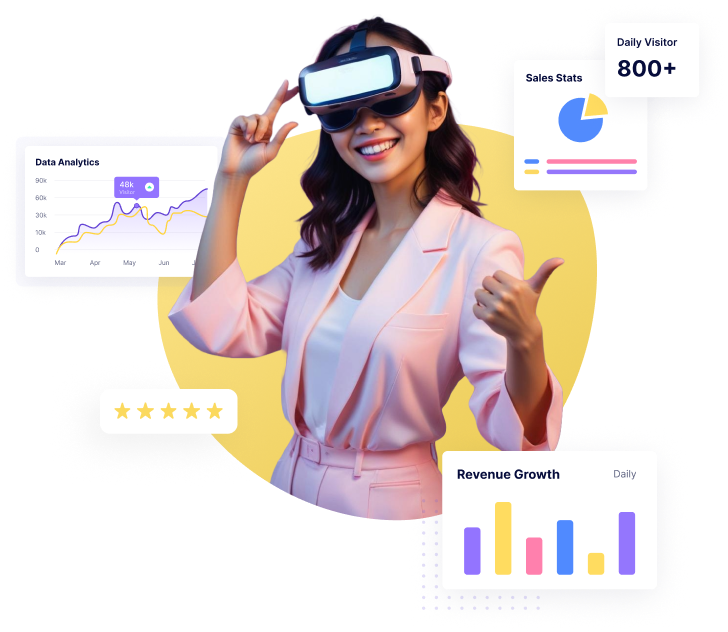 Daily Visitor
800+
Sales Stats
Data Analytics
90k
60k
30k
10k
0
48k
Visitor
Mar
Apr
May
Jun
Revenue Growth
Daily